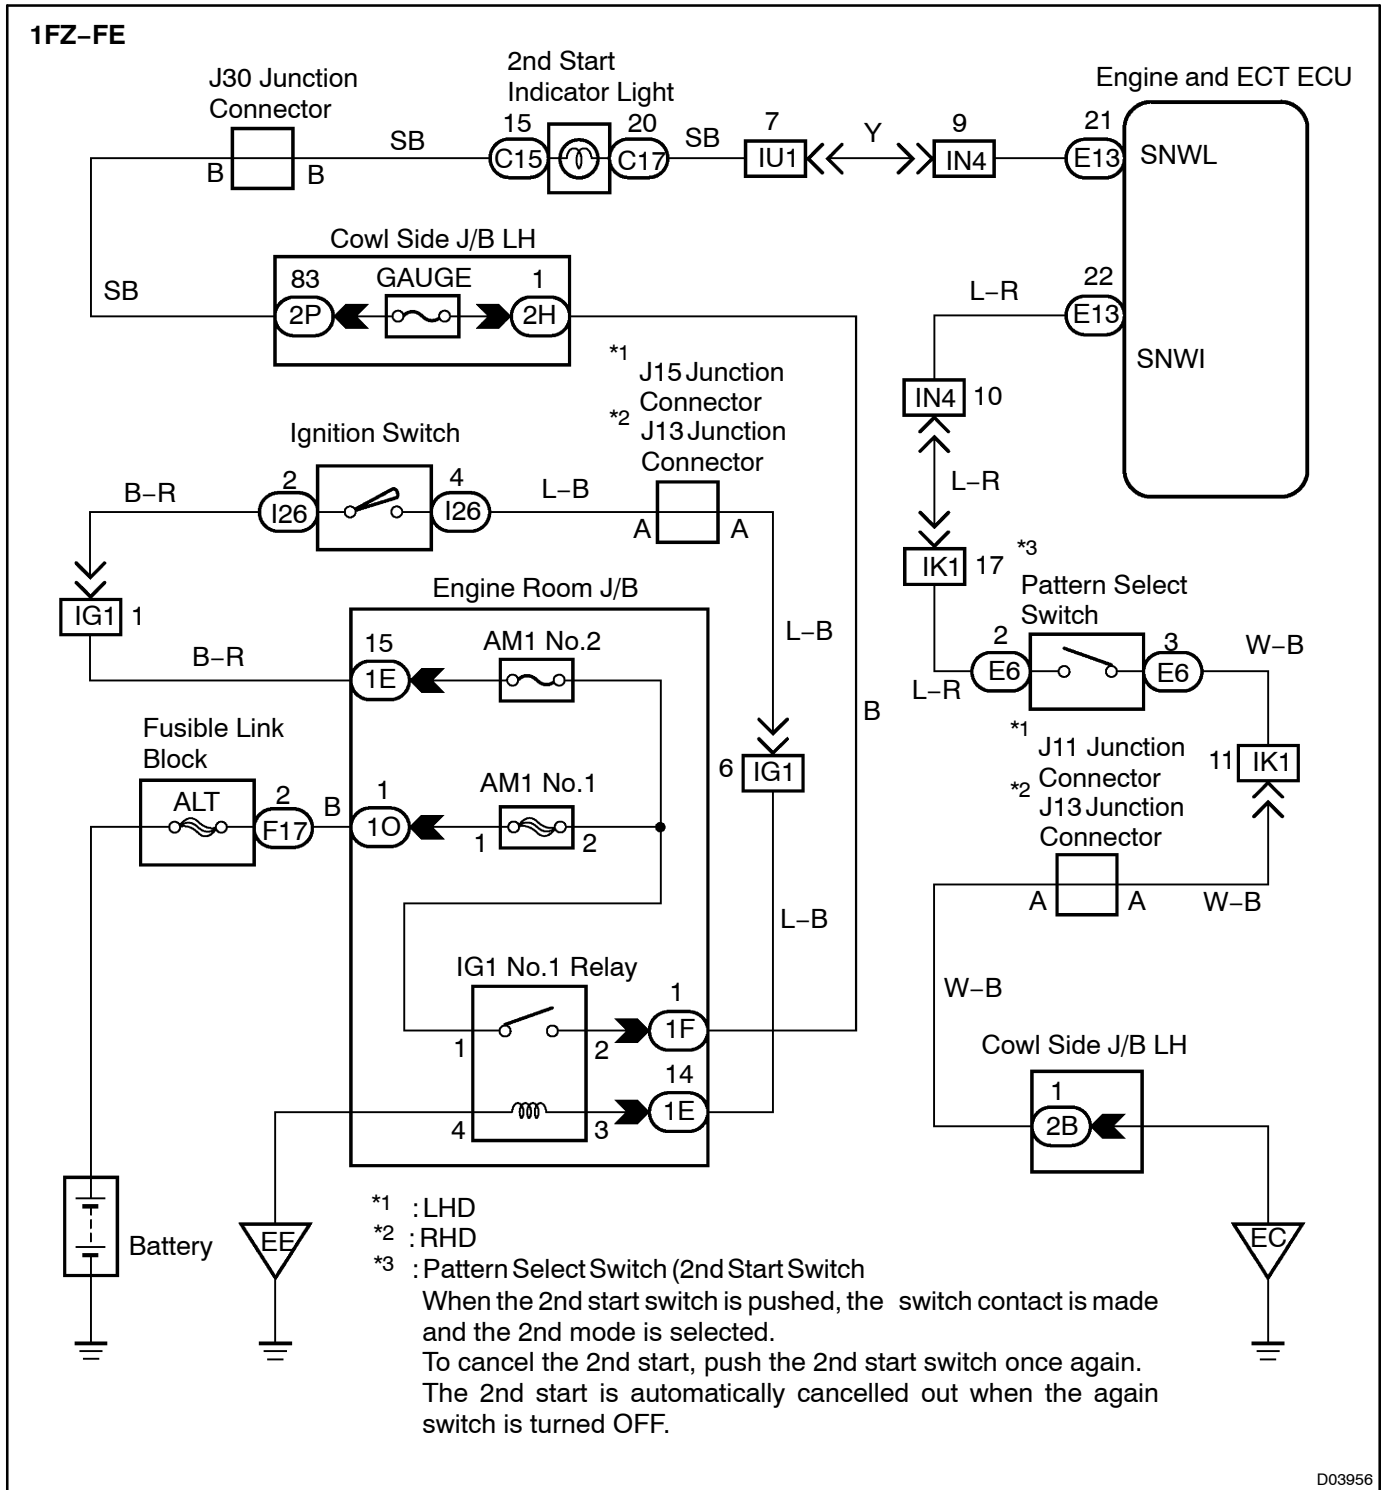 1FZ–FE
J30 Junction
Connector
2nd Start
Indicator Light
Engine and ECT ECU
B
B
SB
15
C15
20
C17
SB
7
IU1
Y
9
IN4
21
E13
SNWL
Cowl Side J/B LH
SB
83
2P
GAUGE
1
2H
L–R
22
E13
SNWI
*1
J15 Junction
Connector
*2
J13 Junction
Connector
IN4
10
L–R
Ignition Switch
B–R
2
I26
4
I26
L–B
A
A
IK1
17
*3
Pattern Select
Switch
IG1
1
Engine Room J/B
B–R
15
1E
AM1 No.2
L–B
L–R
2
E6
3
E6
W–B
B
Fusible Link
Block
ALT
2
F17
B
1
1O
AM1 No.1
1
2
6
IG1
*1
J11 Junction
Connector
*2
J13 Junction
Connector
11
IK1
A
A
W–B
L–B
IG1 No.1 Relay
1
2
1
1F
4
3
14
1E
W–B
Cowl Side J/B LH
1
2B
Battery
EE
EC
*1 : LHD
*2 : RHD
*3 : Pattern Select Switch (2nd Start Switch
When the 2nd start switch is pushed, the switch contact is made
and the 2nd mode is selected.
To cancel the 2nd start, push the 2nd start switch once again.
The 2nd start is automatically cancelled out when the again
switch is turned OFF.
D03956